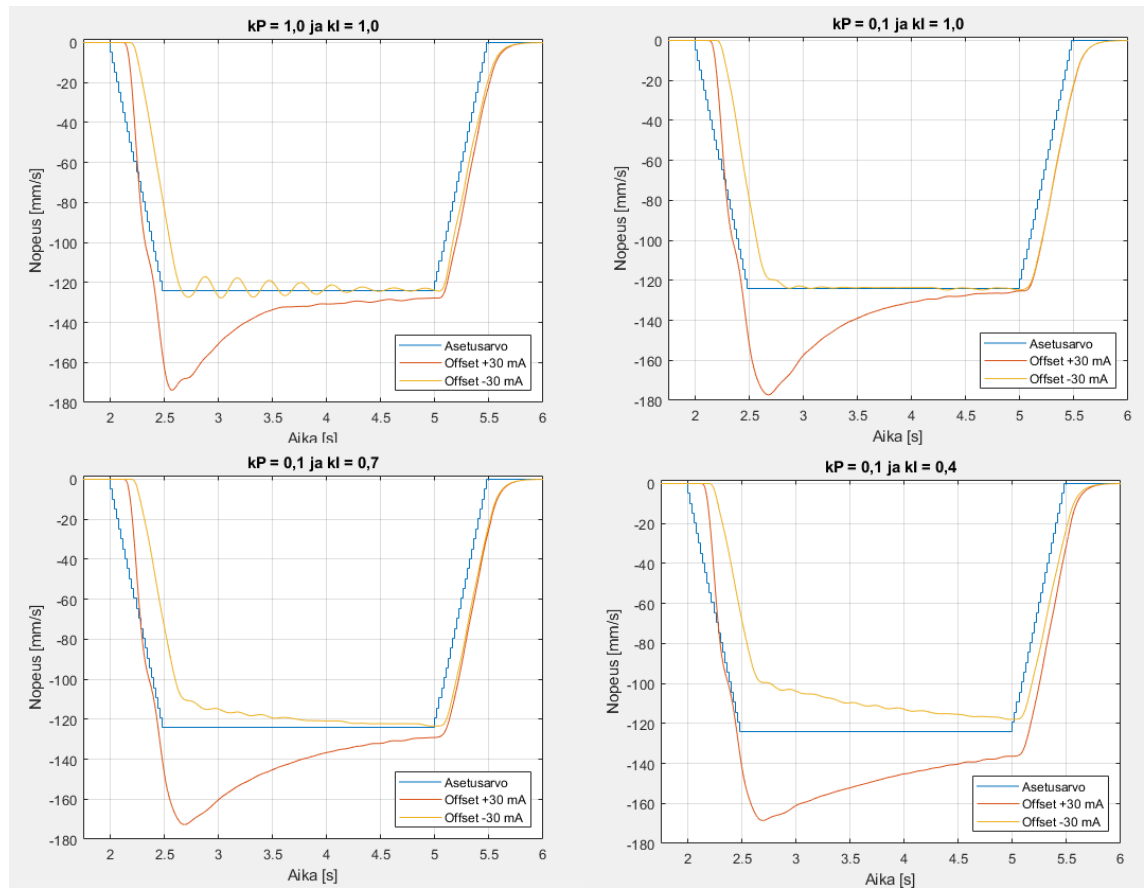 kP = 1,0 ja kI = 1,0
0
-20
-40
-60
-80
-100
-120
-140
-160
-180
Nopeus [mm/s]
2 2.5 3 3.5 4 4.5 5 5.5 6
Aika [s]
Asetusarvo
Offset +30 mA
Offset -30 mA
kP = 0,1 ja kI = 1,0
0
-20
-40
-60
-80
-100
-120
-140
-160
-180
Nopeus [mm/s]
2 2.5 3 3.5 4 4.5 5 5.5 6
Aika [s]
Asetusarvo
Offset +30 mA
Offset -30 mA
kP = 0,1 ja kI = 0,7
0
-20
-40
-60
-80
-100
-120
-140
-160
-180
Nopeus [mm/s]
2 2.5 3 3.5 4 4.5 5 5.5 6
Aika [s]
Asetusarvo
Offset +30 mA
Offset -30 mA
kP = 0,1 ja kI = 0,4
0
-20
-40
-60
-80
-100
-120
-140
-160
-180
Nopeus [mm/s]
2 2.5 3 3.5 4 4.5 5 5.5 6
Aika [s]
Asetusarvo
Offset +30 mA
Offset -30 mA